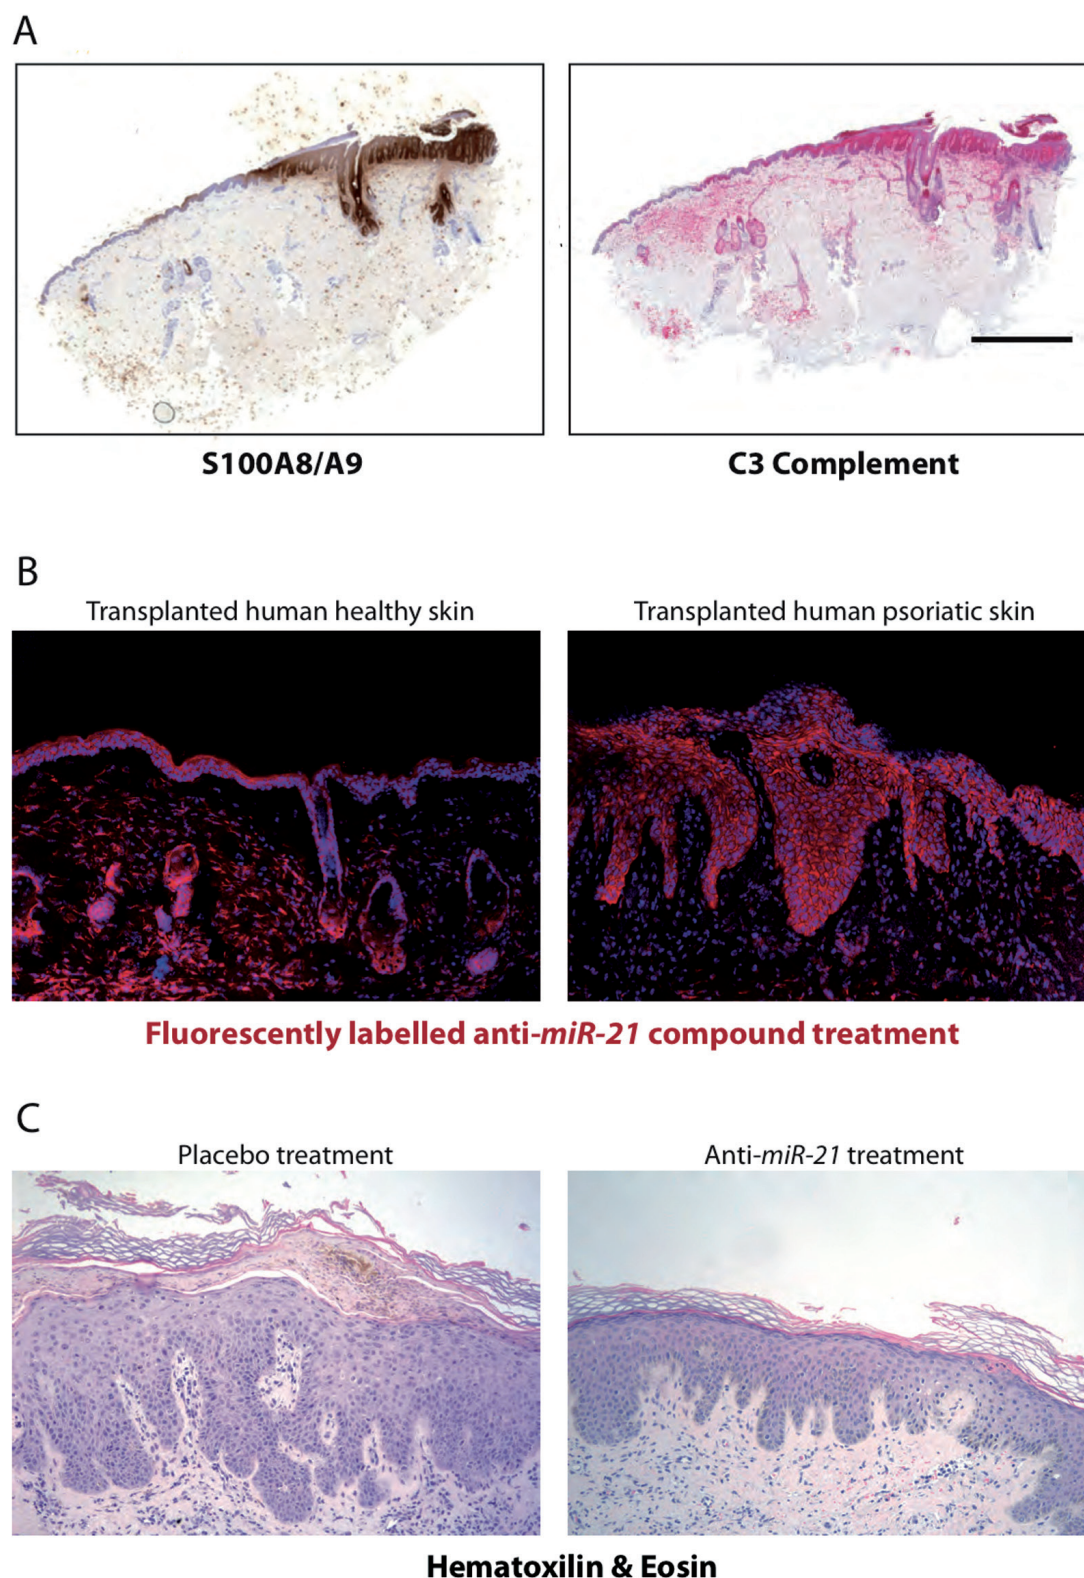 A
S100A8/A9
C3 Complement
B
Transplanted human healthy skin
Transplanted human psoriatic skin
Fluorescently labelled anti-miR-21 compound treatment
C
Placebo treatment
Anti-miR-21 treatment
Hematoxilin & Eosin